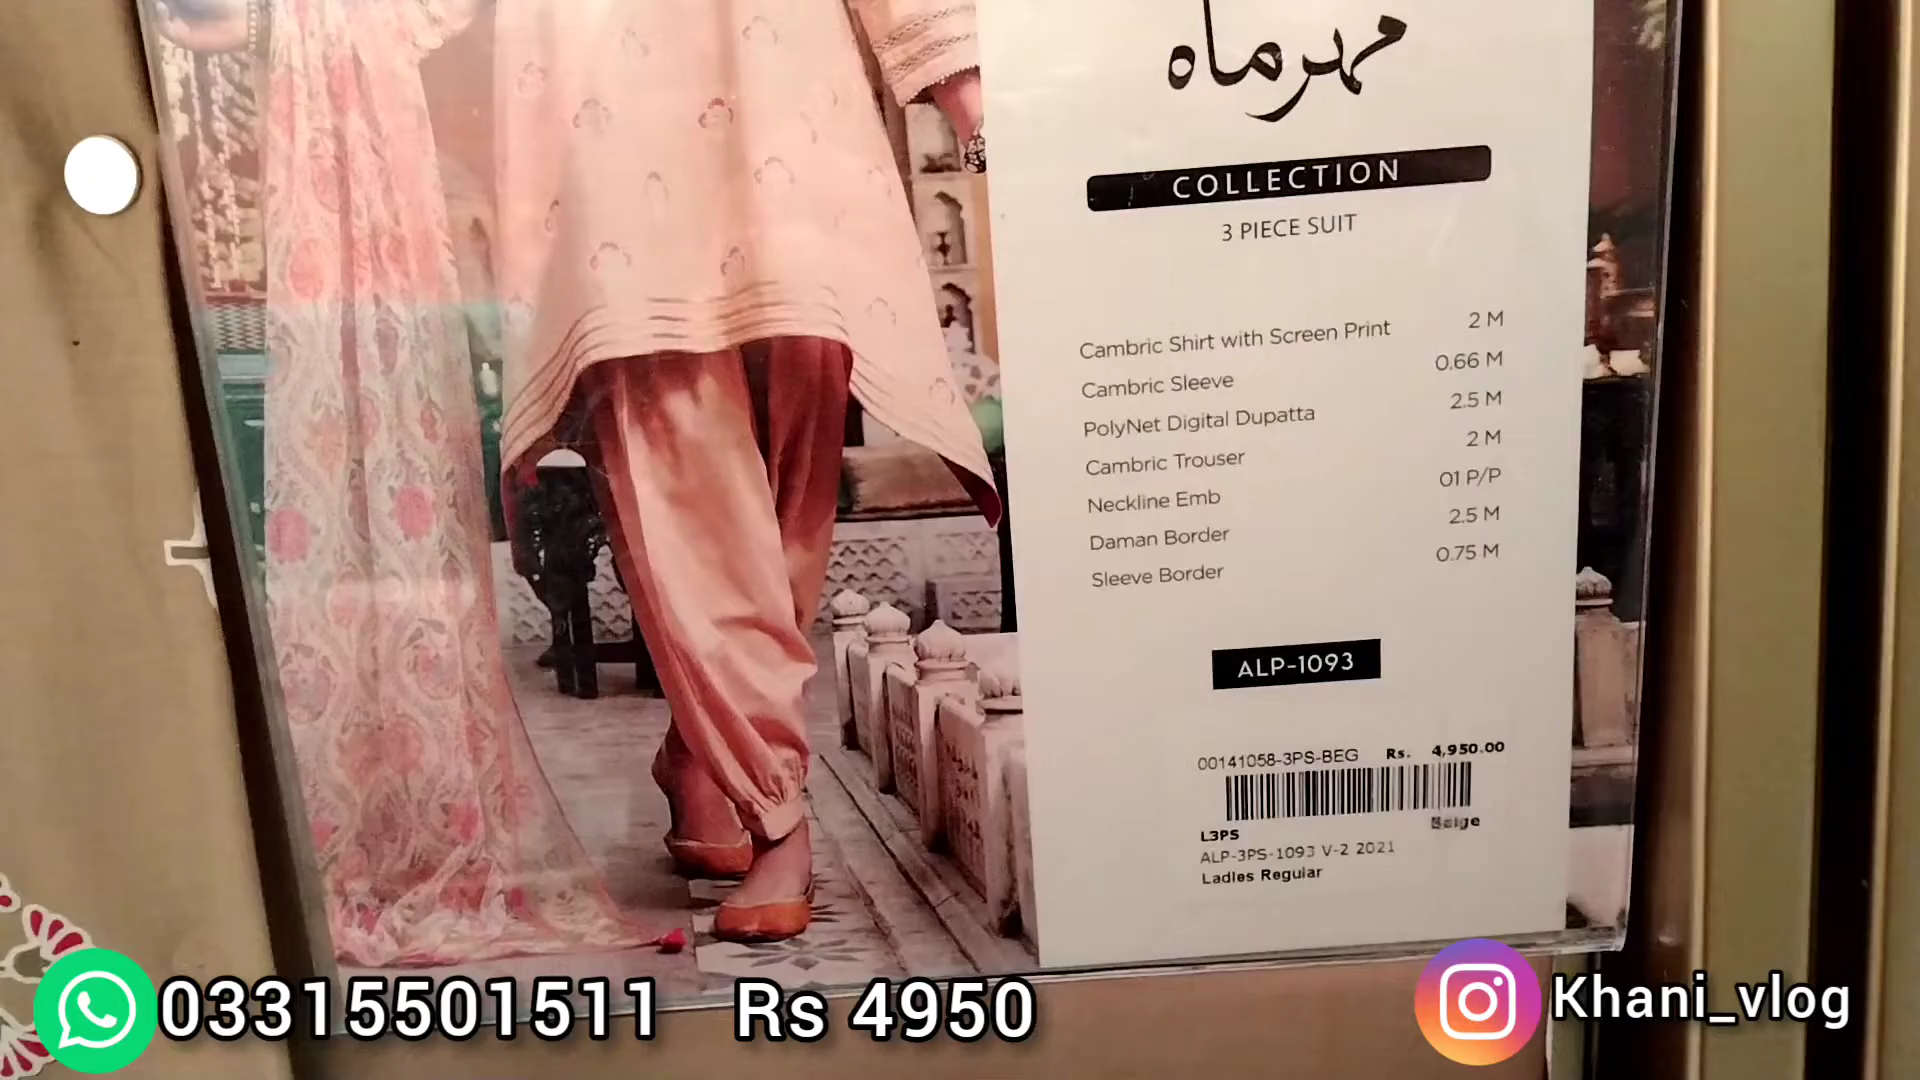 مہرماہ
COLLECTION
3 PIECE SUIT
Cambric Shirt with Screen Print 2 M
Cambric Sleeve 0.66 M
PolyNet Digital Dupatta 2.5 M
Cambric Trouser 2 M
Neckline Emb 01 P/P
Daman Border 2.5 M
Sleeve Border 0.75 M
ALP-1093
00141058-3PS-BEG Rs. 4,950.00
L3PS Beige
ALP-3PS-1093 V-2 2021
Ladies Regular
03315501511 Rs 4950 Khani_vlog